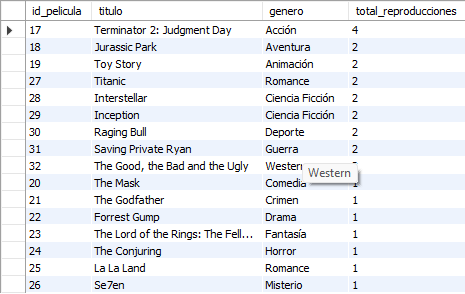 id_pelicula titulo genero total_reproducciones
17 Terminator 2: Judgment Day Acción 4
18 Jurassic Park Aventura 2
19 Toy Story Animación 2
27 Titanic Romance 2
28 Interstellar Ciencia Ficción 2
29 Inception Ciencia Ficción 2
30 Raging Bull Deporte 2
31 Saving Private Ryan Guerra 2
32 The Good, the Bad and the Ugly Western
Western
20 The Mask Comedia 1
21 The Godfather Crimen 1
22 Forrest Gump Drama 1
23 The Lord of the Rings: The Fell... Fantasía 1
24 The Conjuring Horror 1
25 La La Land Romance 1
26 Se7en Misterio 1